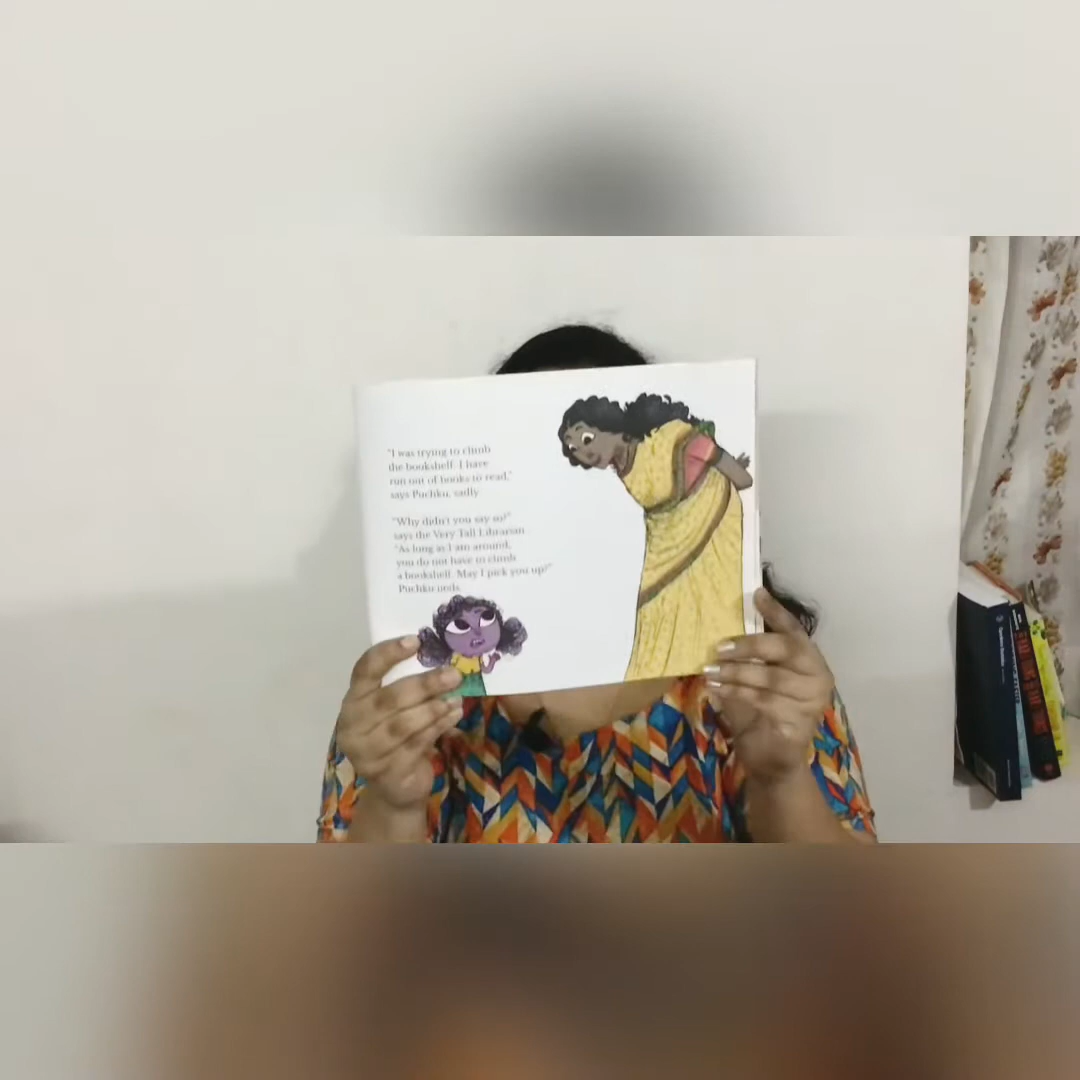 "I was trying to climb
the bookshelf. I have
run out of books to read,"
says Puchku, sadly.
"Why didn't you say so?"
says the Very Tall Librarian.
"As long as I am around,
you do not have to climb
a bookshelf. May I pick you up?"
Puchku nods.